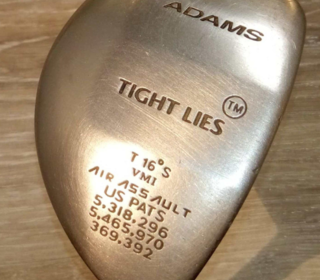 ADAMS
TIGHT LIES TM
T 16° S
VMI
AIR ASSAULT
US PATS
5,318,296
5,465,970
369,392